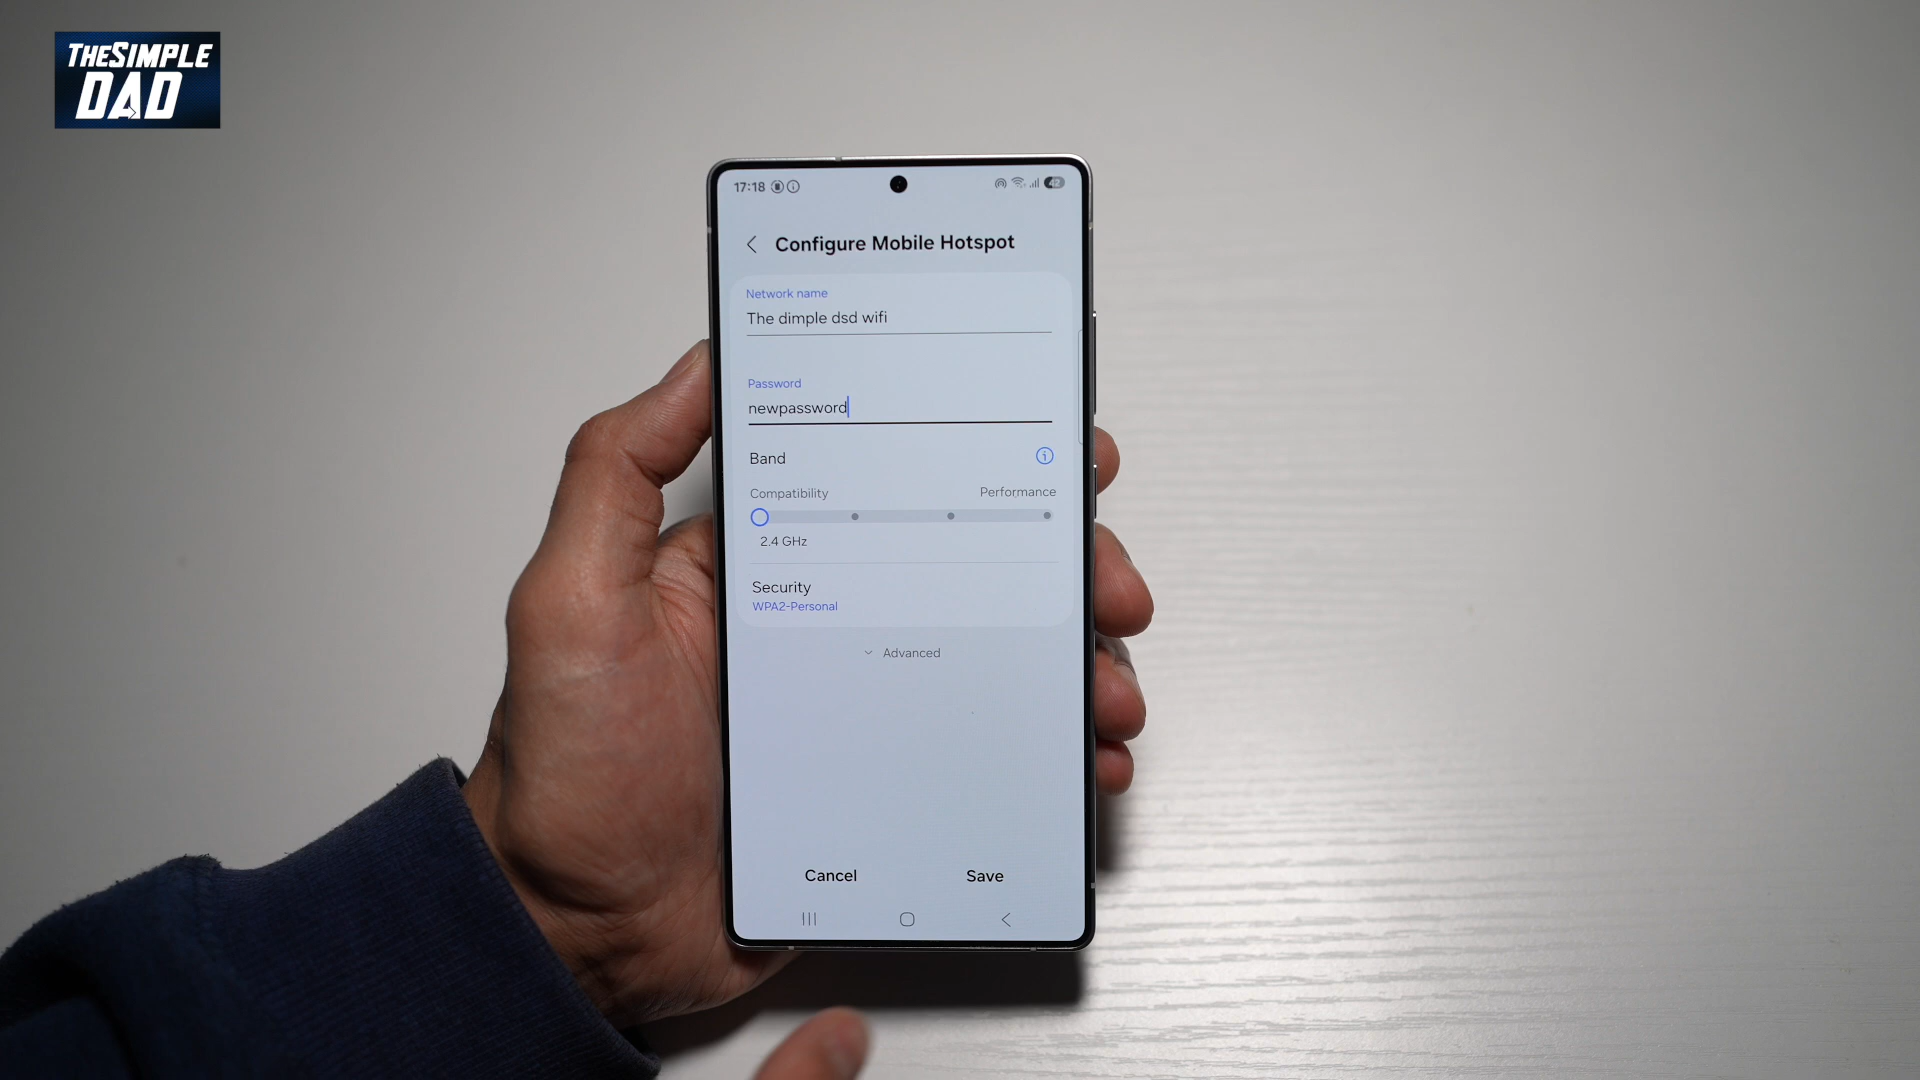 THESIMPLE
DAD
17:18
42
Configure Mobile Hotspot
Network name
The dimple dsd wifi
Password
newpassword
Band
Compatibility Performance
2.4 GHz
Security
WPA2-Personal
Advanced
Cancel Save